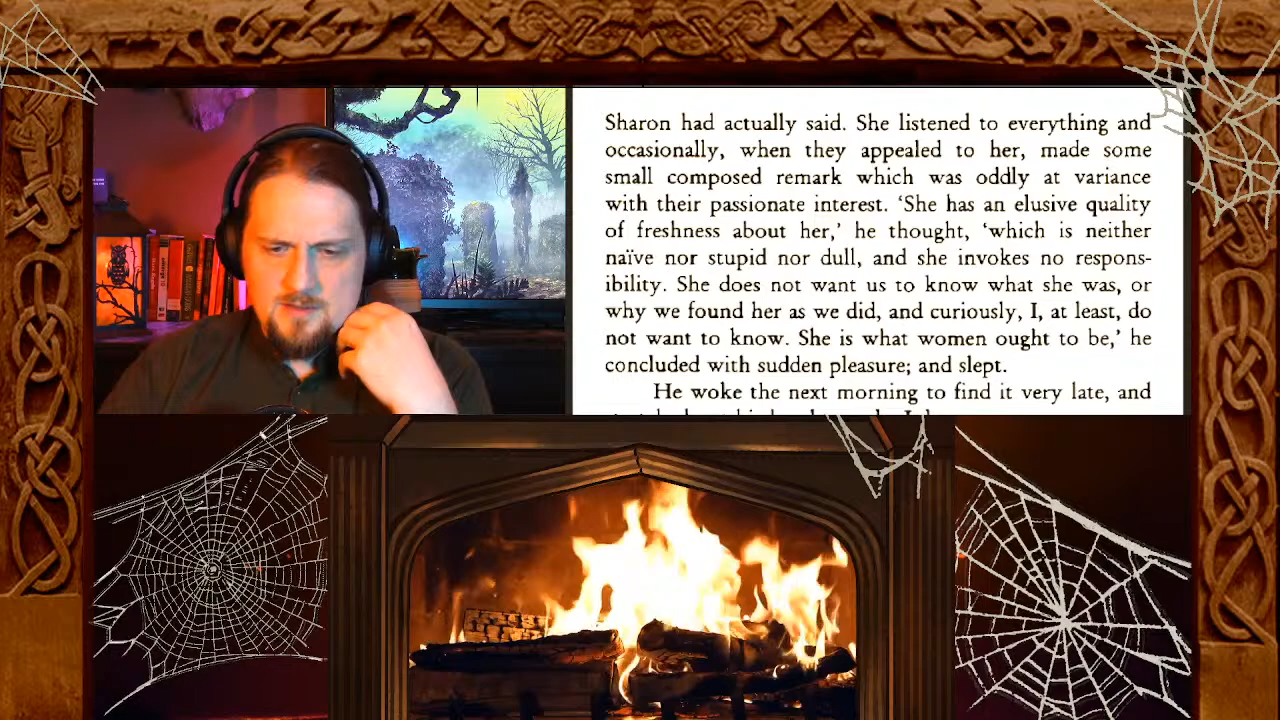 Sharon had actually said. She listened to everything and
occasionally, when they appealed to her, made some
small composed remark which was oddly at variance
with their passionate interest. ‘She has an elusive quality
of freshness about her,’ he thought, ‘which is neither
naïve nor stupid nor dull, and she invokes no respons-
ibility. She does not want us to know what she was, or
why we found her as we did, and curiously, I, at least, do
not want to know. She is what women ought to be,’ he
concluded with sudden pleasure; and slept.
He woke the next morning to find it very late, and